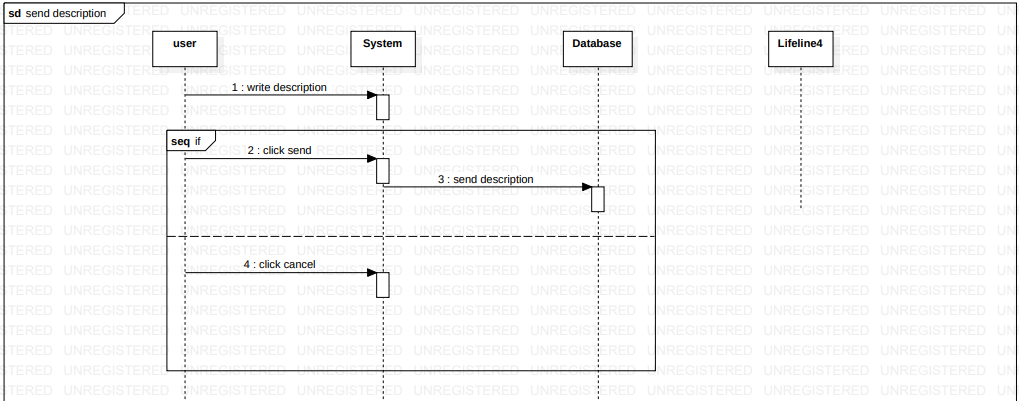 sd send description
user
System
Database
Lifeline4
1 : write description
seq if
2 : click send
3 : send description
4 : click cancel
UNREGISTERED